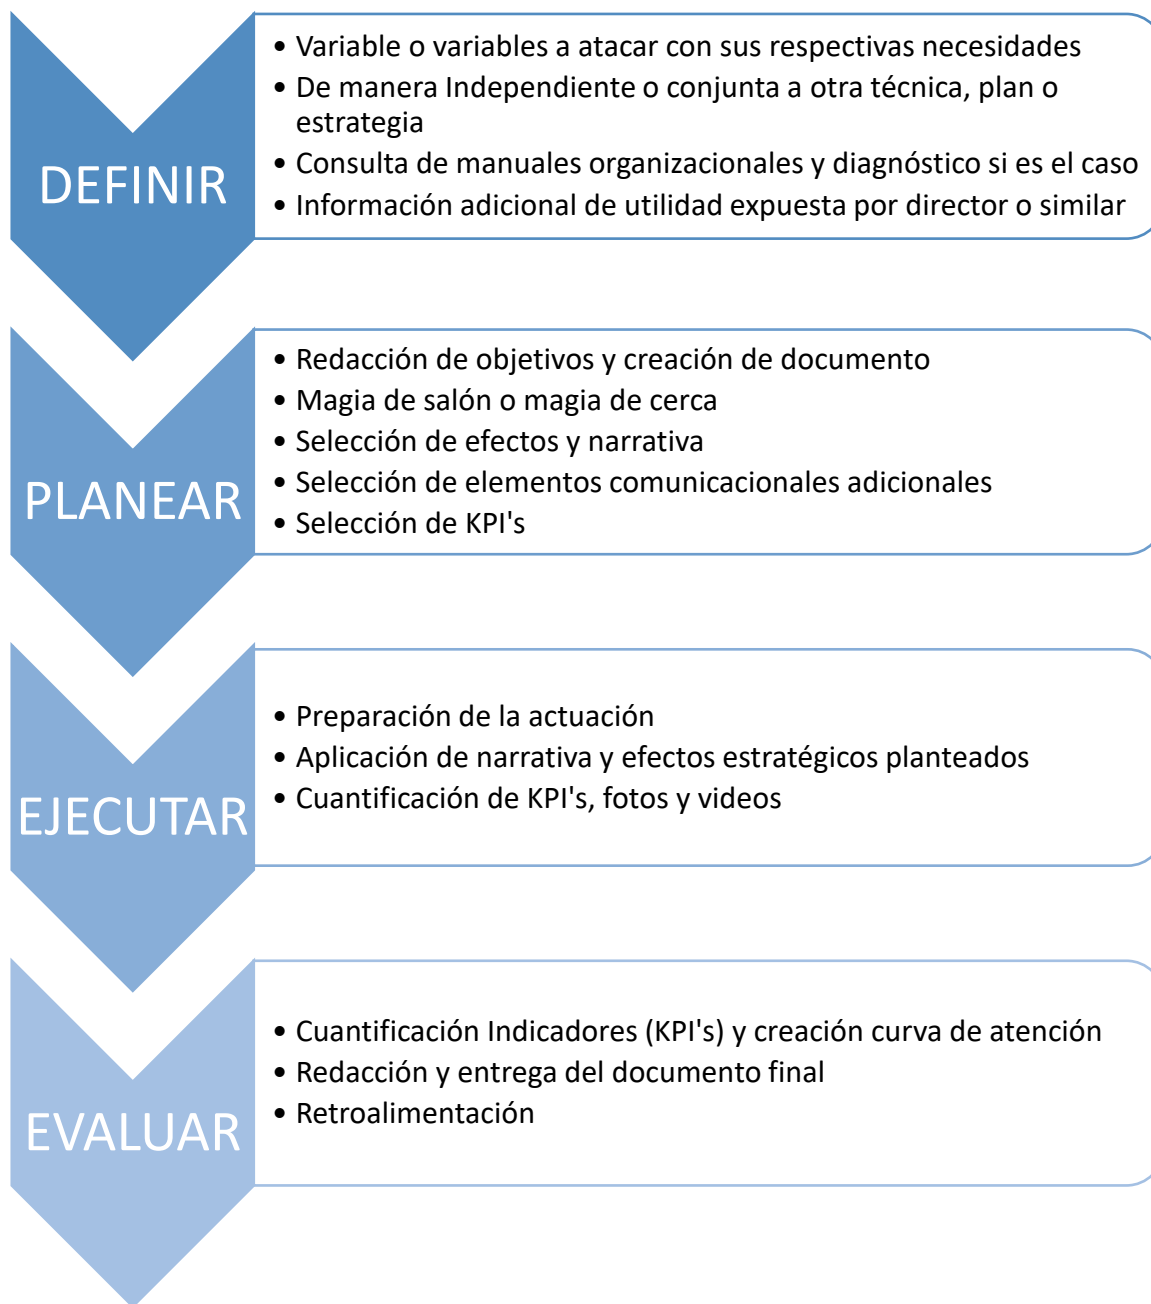 DEFINIR
• Variable o variables a atacar con sus respectivas necesidades
• De manera Independiente o conjunta a otra técnica, plan o
estrategia
• Consulta de manuales organizacionales y diagnóstico si es el caso
• Información adicional de utilidad expuesta por director o similar
PLANEAR
• Redacción de objetivos y creación de documento
• Magia de salón o magia de cerca
• Selección de efectos y narrativa
• Selección de elementos comunicacionales adicionales
• Selección de KPI's
EJECUTAR
• Preparación de la actuación
• Aplicación de narrativa y efectos estratégicos planteados
• Cuantificación de KPI's, fotos y videos
EVALUAR
• Cuantificación Indicadores (KPI's) y creación curva de atención
• Redacción y entrega del documento final
• Retroalimentación